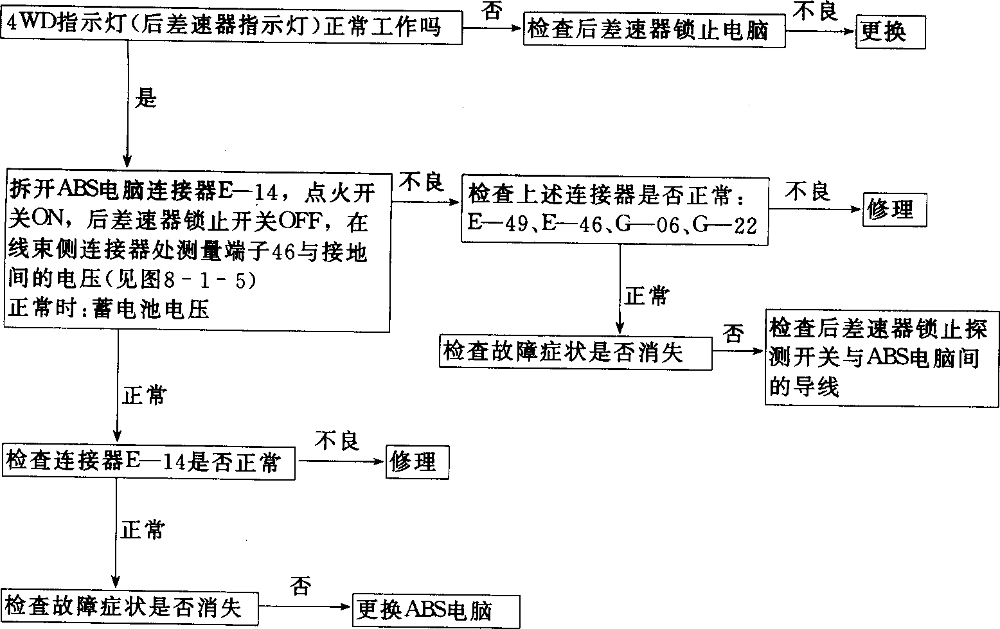 4WD指示灯(后差速器指示灯)正常工作吗
否
检查后差速器锁止电脑
不良
更换
是
拆开ABS电脑连接器E—14，点火开
关ON，后差速器锁止开关OFF，在
线束侧连接器处测量端子46与接地
间的电压(见图8-1-5)
正常时:蓄电池电压
不良
检查上述连接器是否正常:
E—49、E—46、G—06、G—22
不良
修理
正常
检查故障症状是否消失
否
检查后差速器锁止探
测开关与ABS电脑间
的导线
正常
检查连接器E—14是否正常
不良
修理
正常
检查故障症状是否消失
否
更换ABS电脑